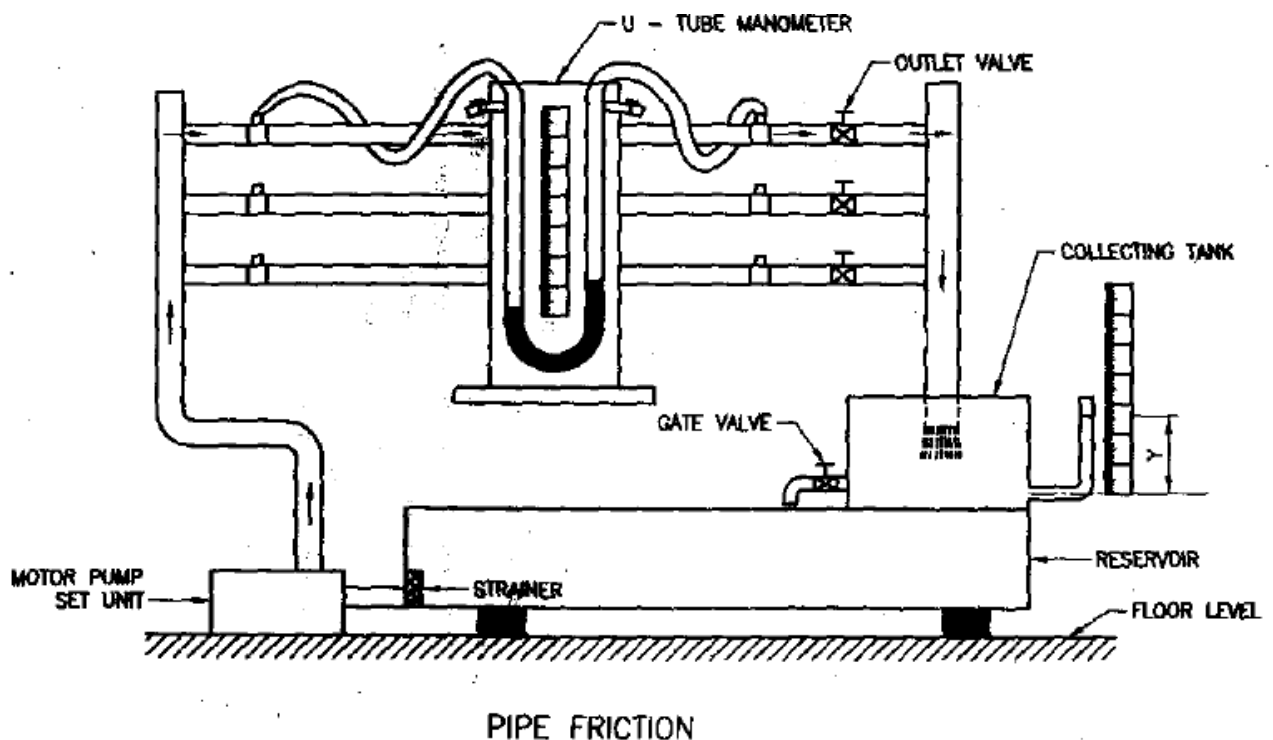 U - TUBE MANOMETER
OUTLET VALVE
COLLECTING TANK
GATE VALVE
Y
RESERVOIR
MOTOR PUMP
SET UNIT
STRAINER
FLOOR LEVEL
PIPE FRICTION